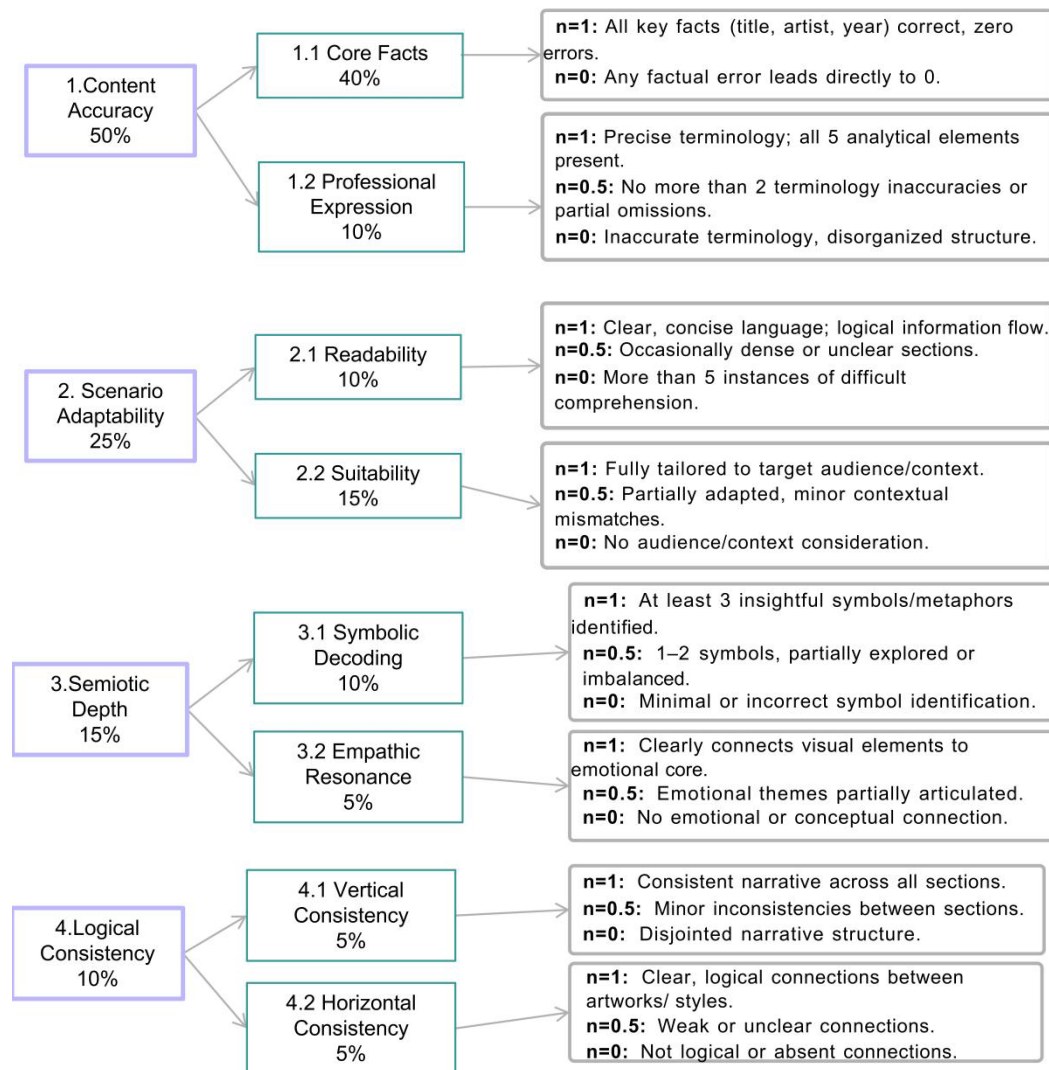 1.Content
Accuracy
50%
1.1 Core Facts
40%
n=1: All key facts (title, artist, year) correct, zero
errors.
n=0: Any factual error leads directly to 0.
1.2 Professional
Expression
10%
n=1: Precise terminology; all 5 analytical elements
present.
n=0.5: No more than 2 terminology inaccuracies or
partial omissions.
n=0: Inaccurate terminology, disorganized structure.
2. Scenario
Adaptability
25%
2.1 Readability
10%
n=1: Clear, concise language; logical information flow.
n=0.5: Occasionally dense or unclear sections.
n=0: More than 5 instances of difficult
comprehension.
2.2 Suitability
15%
n=1: Fully tailored to target audience/context.
n=0.5: Partially adapted, minor contextual
mismatches.
n=0: No audience/context consideration.
3.Semiotic
Depth
15%
3.1 Symbolic
Decoding
10%
n=1: At least 3 insightful symbols/metaphors
identified.
n=0.5: 1–2 symbols, partially explored or
imbalanced.
n=0: Minimal or incorrect symbol identification.
3.2 Empathic
Resonance
5%
n=1: Clearly connects visual elements to
emotional core.
n=0.5: Emotional themes partially articulated.
n=0: No emotional or conceptual connection.
4.Logical
Consistency
10%
4.1 Vertical
Consistency
5%
n=1: Consistent narrative across all sections.
n=0.5: Minor inconsistencies between sections.
n=0: Disjointed narrative structure.
4.2 Horizontal
Consistency
5%
n=1: Clear, logical connections between
artworks/ styles.
n=0.5: Weak or unclear connections.
n=0: Not logical or absent connections.